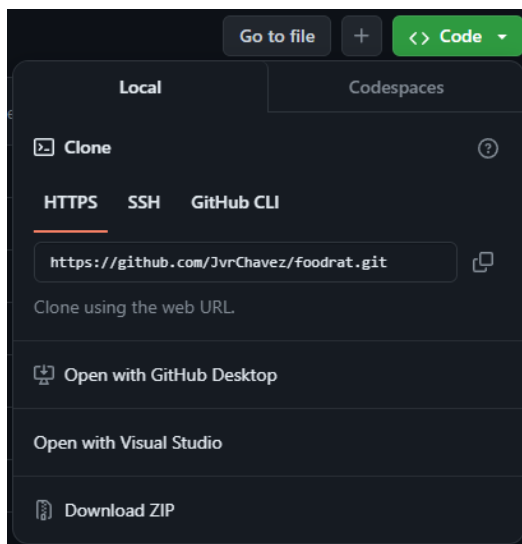 Go to file
+
<> Code
Local
Codespaces
Clone
HTTPS
SSH
GitHub CLI
https://github.com/JvrChavez/foodrat.git
Clone using the web URL.
Open with GitHub Desktop
Open with Visual Studio
Download ZIP